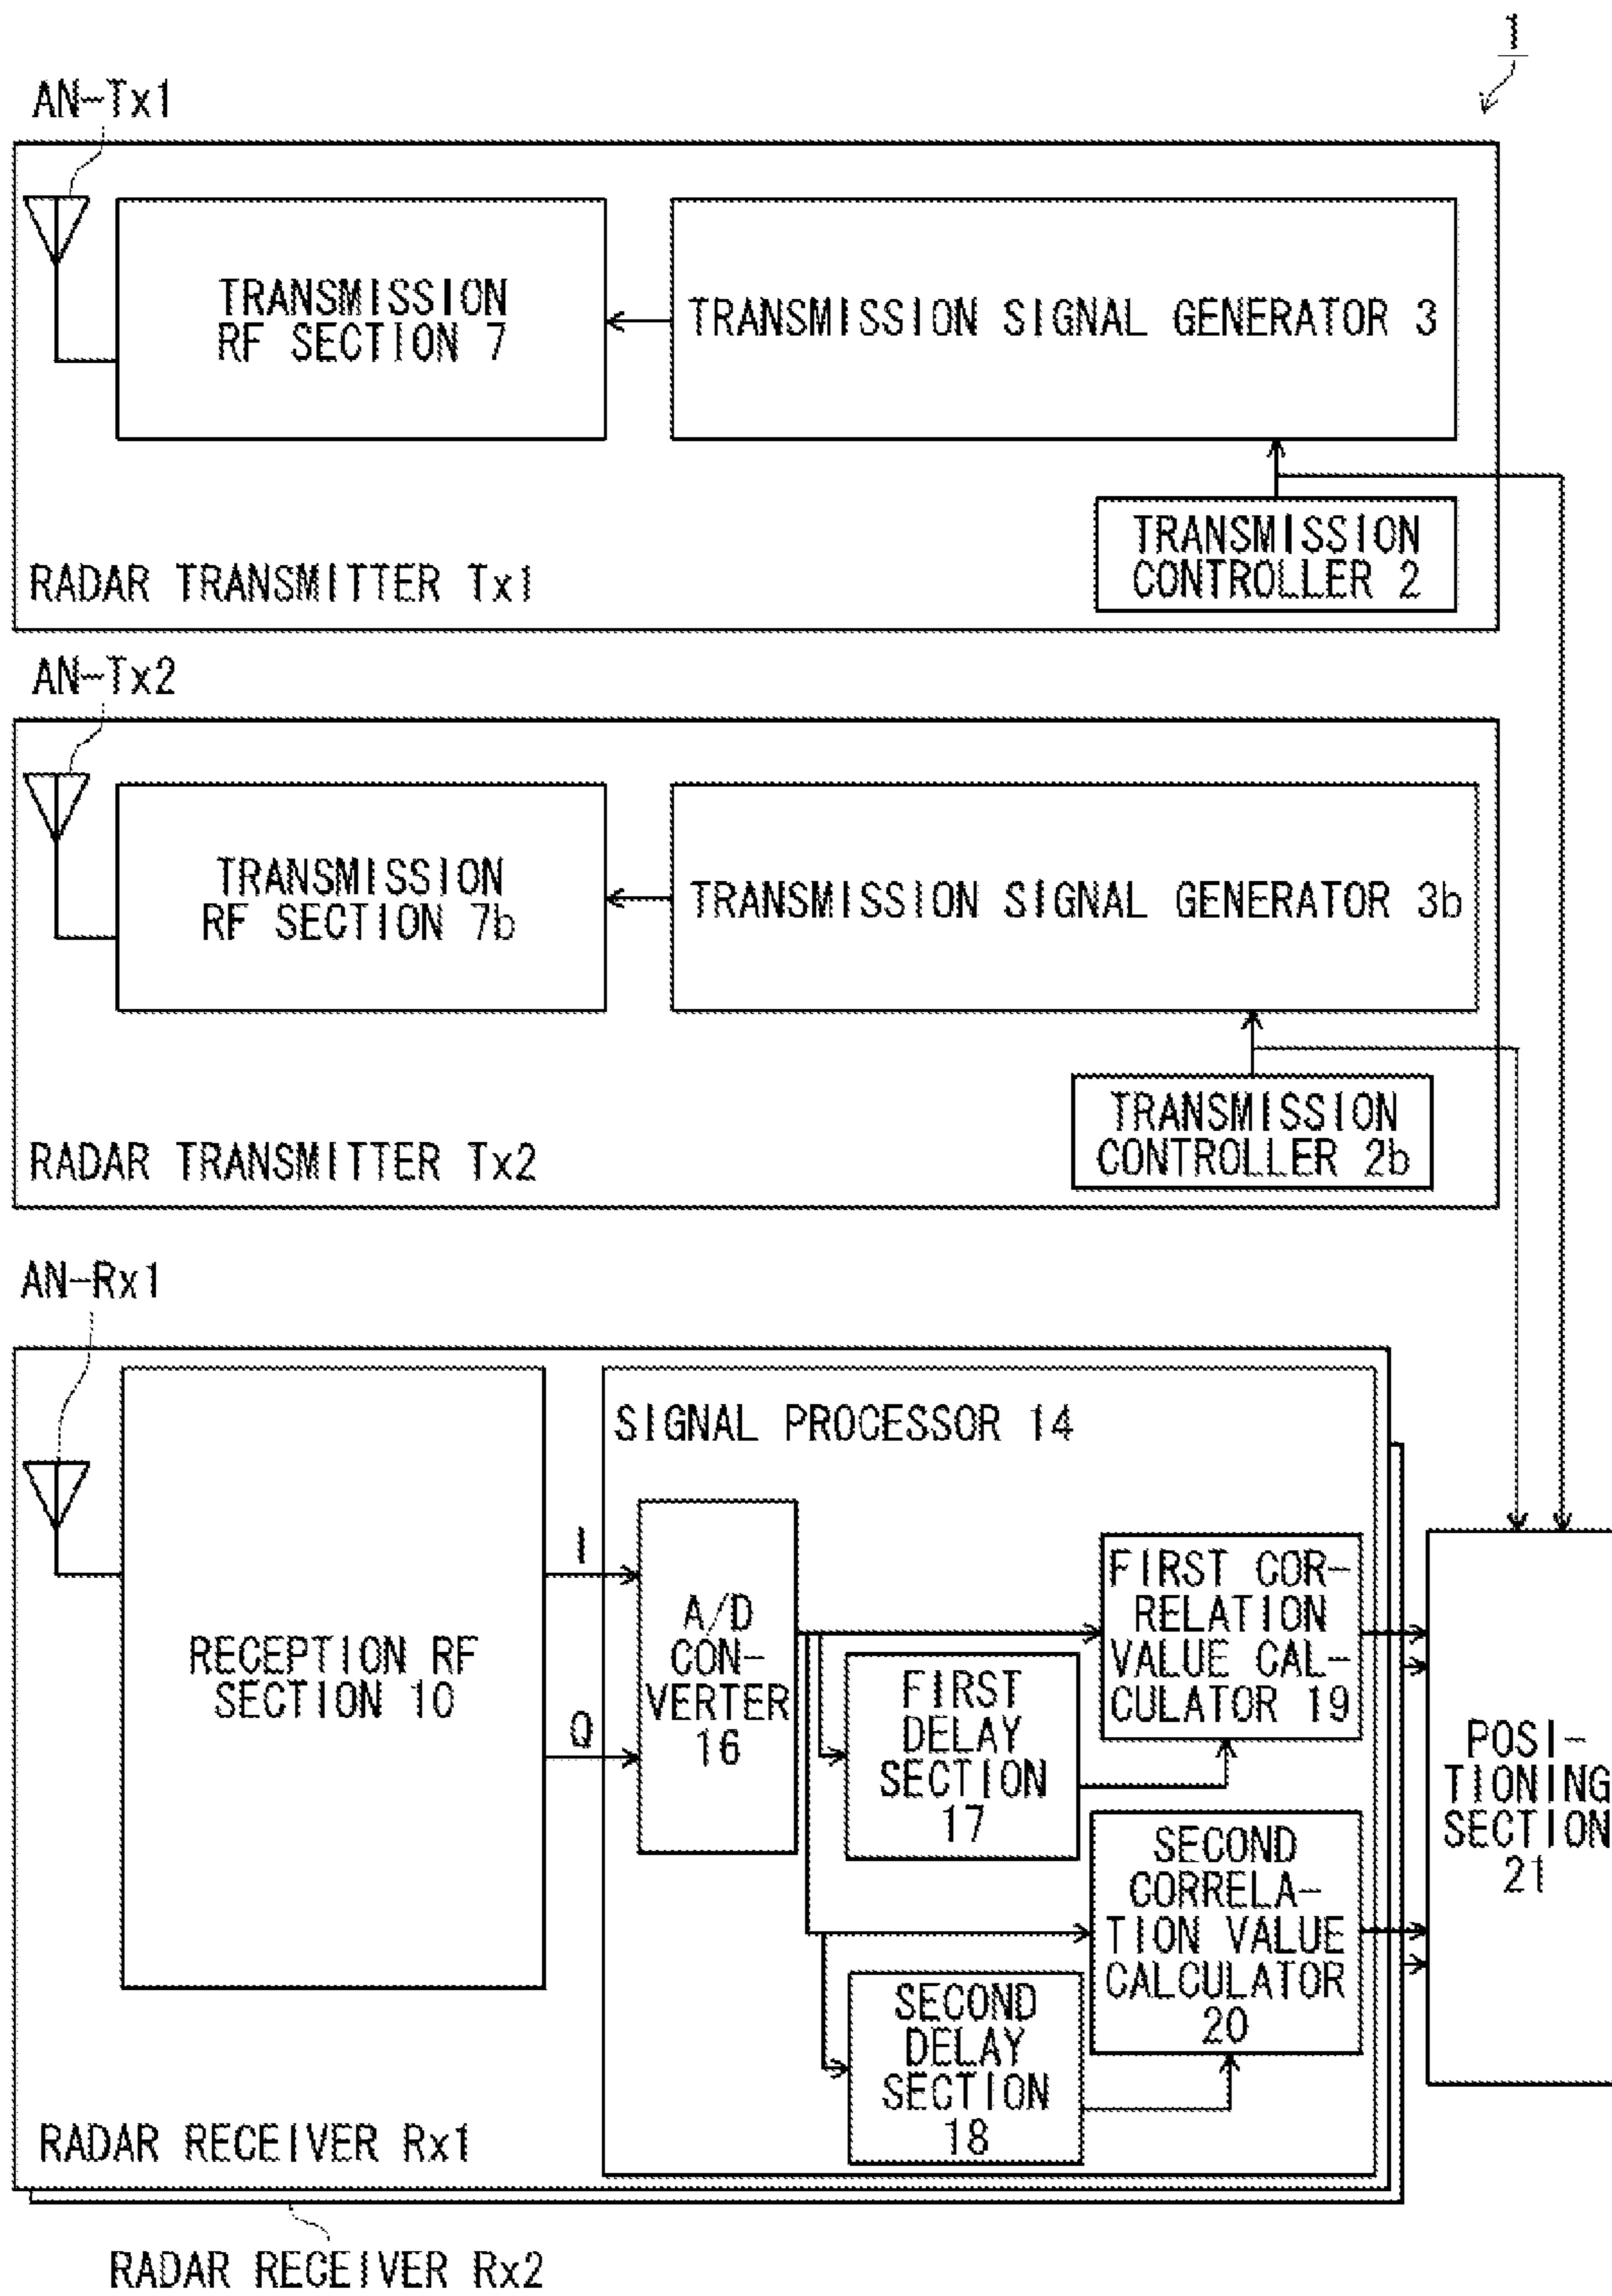 1
AN-Tx1
TRANSMISSION
RF SECTION 7
TRANSMISSION SIGNAL GENERATOR 3
TRANSMISSION
CONTROLLER 2
RADAR TRANSMITTER Tx1
AN-Tx2
TRANSMISSION
RF SECTION 7b
TRANSMISSION SIGNAL GENERATOR 3b
TRANSMISSION
CONTROLLER 2b
RADAR TRANSMITTER Tx2
AN-Rx1
RECEPTION RF
SECTION 10
I
Q
SIGNAL PROCESSOR 14
A/D
CON-
VERTER
16
FIRST
DELAY
SECTION
17
FIRST COR-
RELATION
VALUE CAL-
CULATOR 19
SECOND
DELAY
SECTION
18
SECOND
CORRELA-
TION VALUE
CALCULATOR
20
POSI-
TIONING
SECTION
21
RADAR RECEIVER Rx1
RADAR RECEIVER Rx2